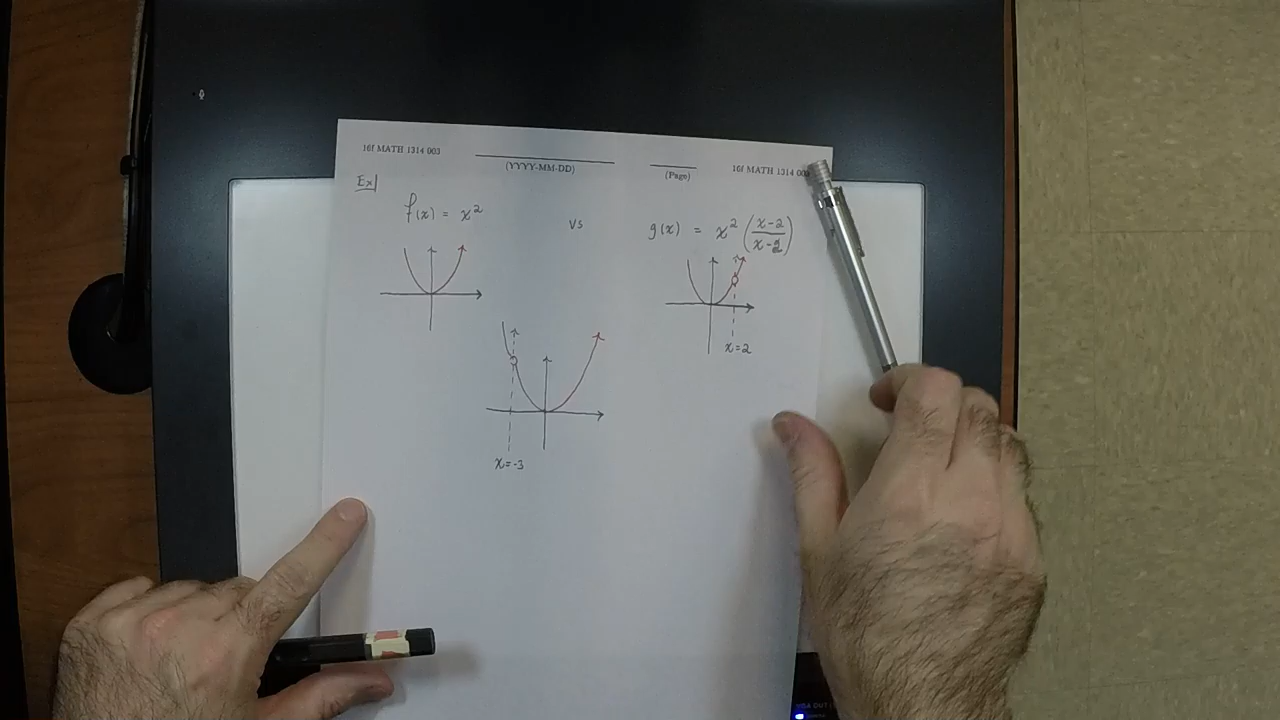 16f MATH 1314 003
(YYYY-MM-DD)
(Page)
16f MATH 1314
Ex
f(x) = x²
vs
g(x) = x² (x-2 / x-2)
x=2
x=-3